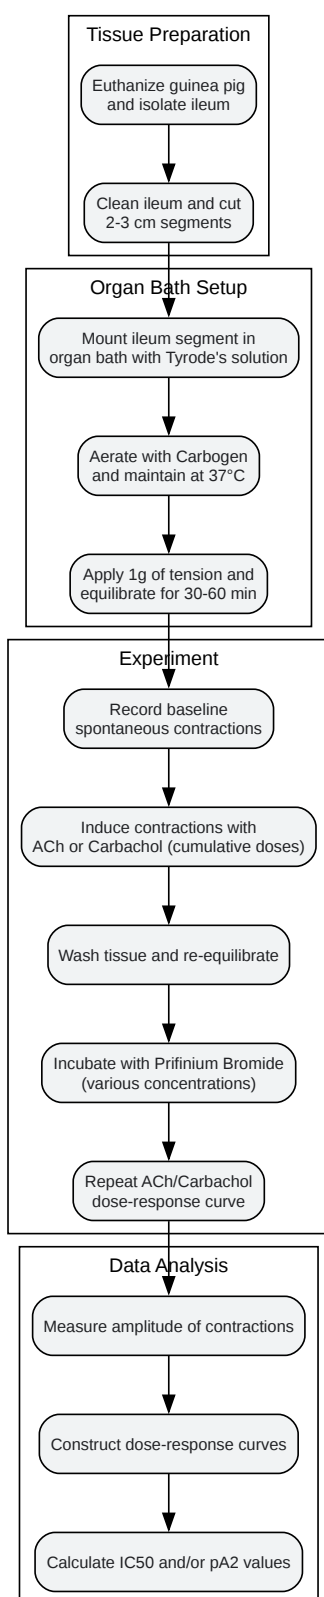 Tissue Preparation
Euthanize guinea pig
and isolate ileum
Clean ileum and cut
2-3 cm segments
Organ Bath Setup
Mount ileum segment in
organ bath with Tyrode's solution
Aerate with Carbogen
and maintain at 37°C
Apply 1g of tension and
equilibrate for 30-60 min
Experiment
Record baseline
spontaneous contractions
Induce contractions with
ACh or Carbachol (cumulative doses)
Wash tissue and re-equilibrate
Incubate with Prifinium Bromide
(various concentrations)
Repeat ACh/Carbachol
dose-response curve
Data Analysis
Measure amplitude of contractions
Construct dose-response curves
Calculate IC50 and/or pA2 values